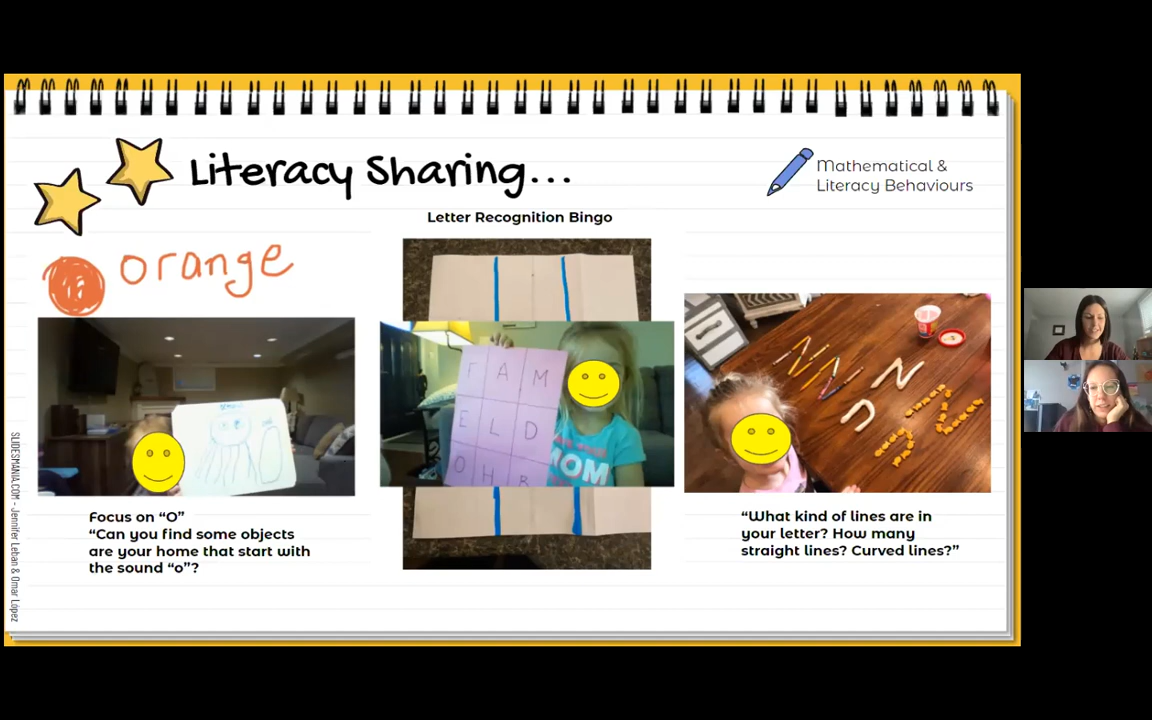 Literacy Sharing...
Mathematical &
Literacy Behaviours
Letter Recognition Bingo
orange
T A M
E L D
O H B
MOM
Focus on “O”
“Can you find some objects
are your home that start with
the sound “o”?
“What kind of lines are in
your letter? How many
straight lines? Curved lines?”
SLIDESMANIA.COM - Jennifer Leban & Omar López